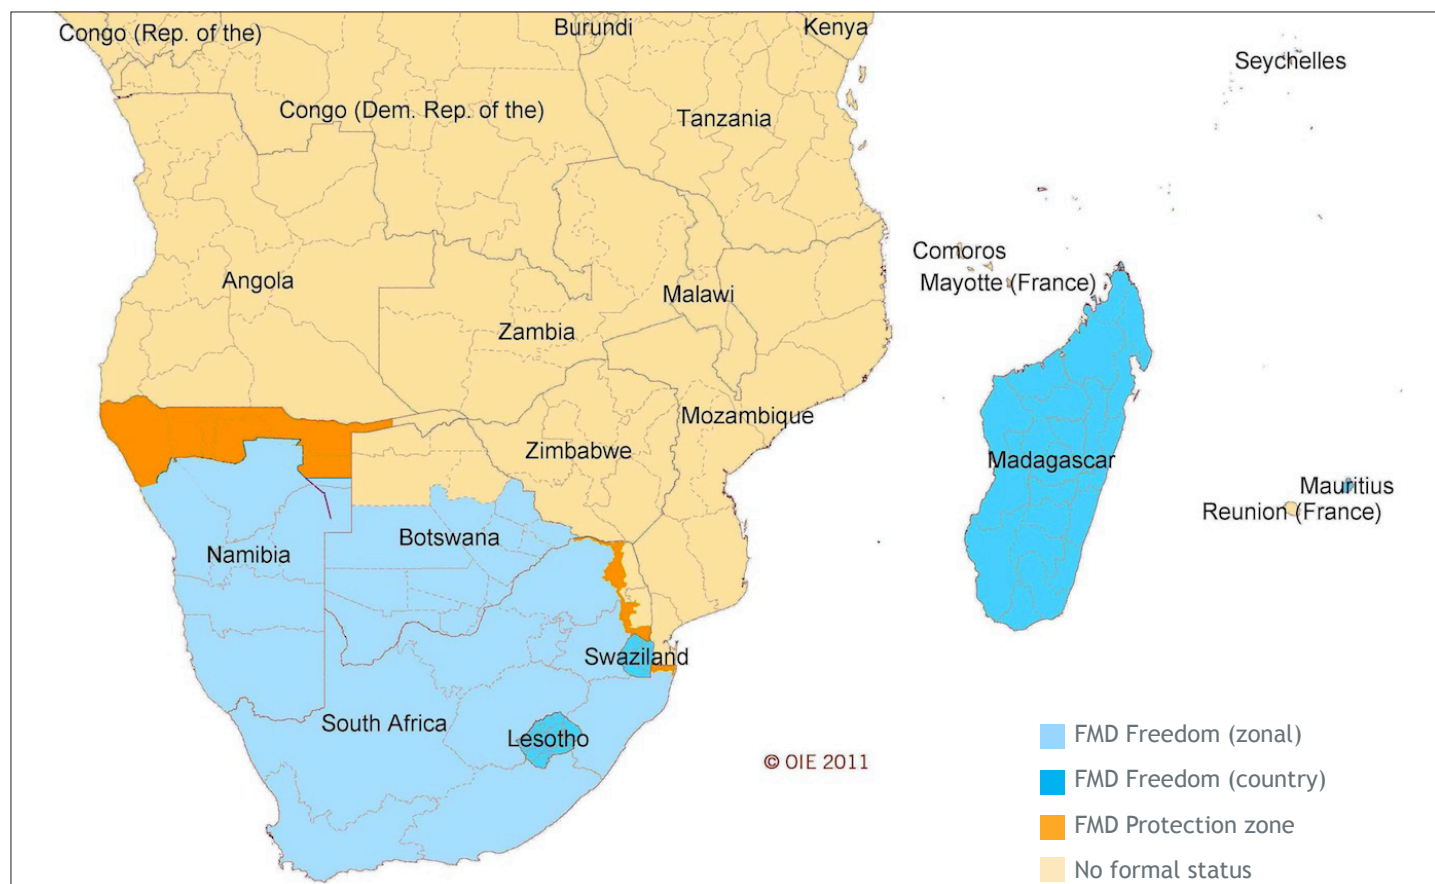 Congo (Rep. of the)
Burundi
Kenya
Seychelles
Congo (Dem. Rep. of the)
Tanzania
Comoros
Angola
Mayotte (France)
Malawi
Zambia
Mozambique
Zimbabwe
Madagascar
Mauritius
Reunion (France)
Botswana
Namibia
Swaziland
South Africa
Lesotho
FMD Freedom (zonal)
© OIE 2011
FMD Freedom (country)
FMD Protection zone
No formal status